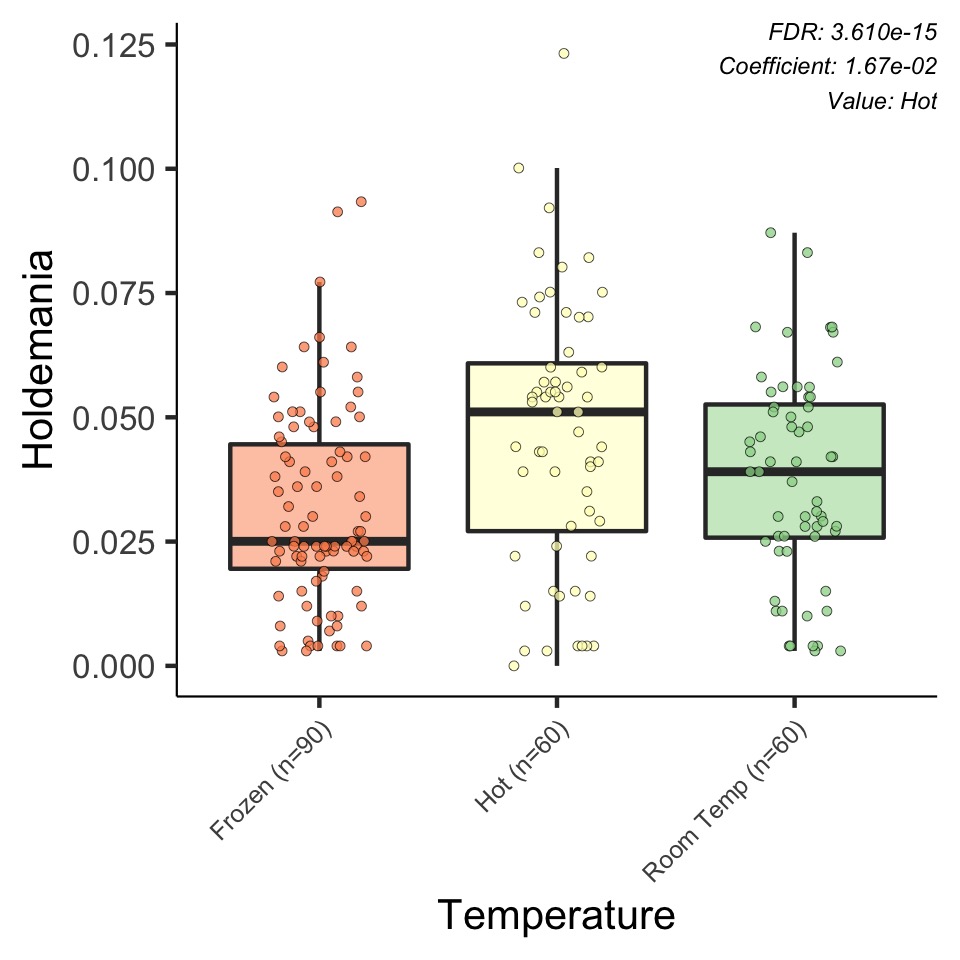 FDR: 3.610e-15
Coefficient: 1.67e-02
Value: Hot
Holdemania
0.125
0.100
0.075
0.050
0.025
0.000
Frozen (n=90)
Hot (n=60)
Room Temp (n=60)
Temperature